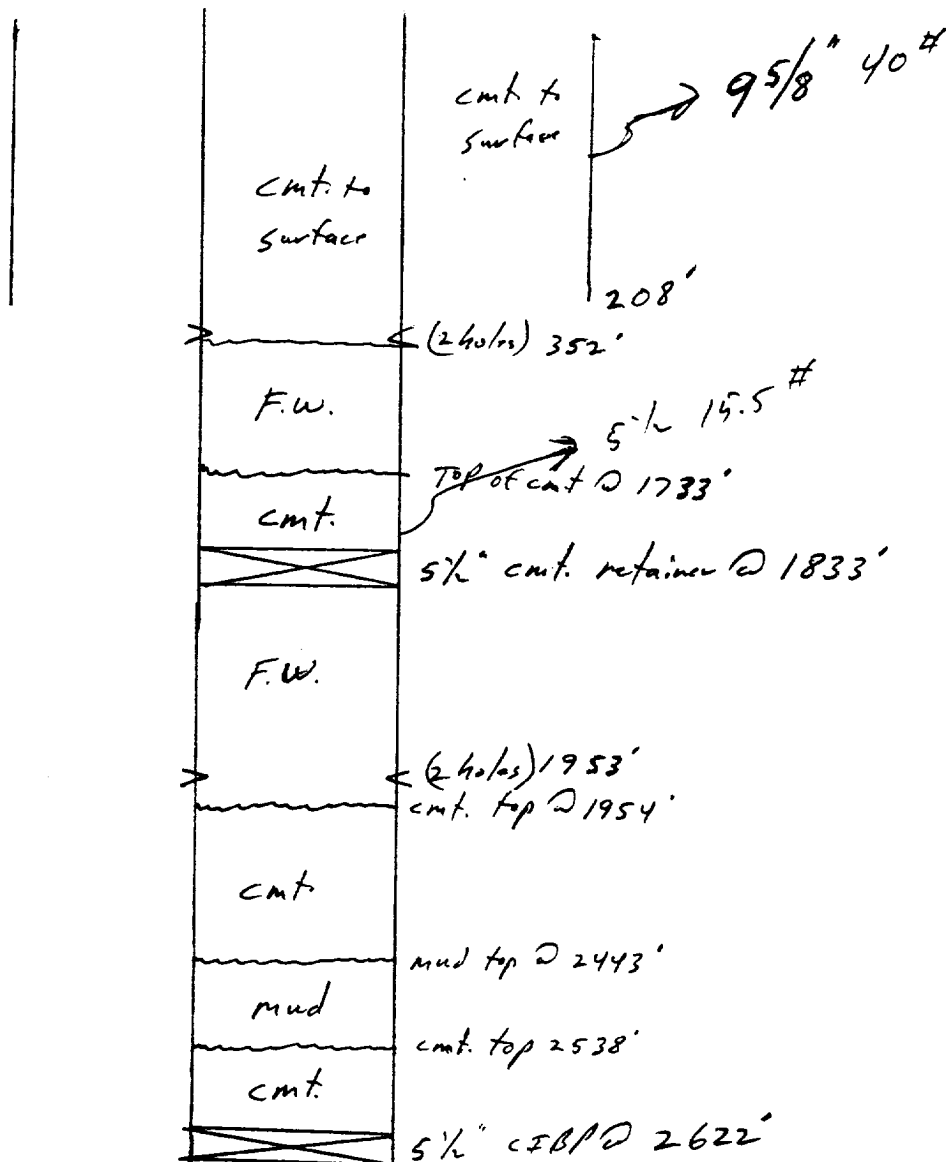 9 5/8" 40#
cmt. to
surface
cmt. to
surface
208'
(2 holes) 352'
F.W.
5 1/2 15.5#
Top of cmt @ 1733'
cmt.
5 1/2" cmt. retainer @ 1833'
F.W.
(2 holes) 1953'
cmt. top @ 1954'
cmt
mud top @ 2443'
mud
cmt. top 2538'
cmt.
5 1/2" CIBP @ 2622'